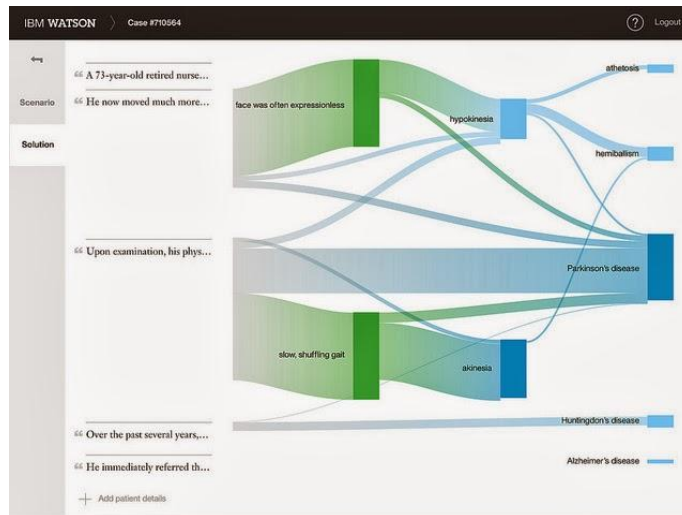 IBM WATSON
Case #710564
?
Logout
Scenario
Solution
“ A 73-year-old retired nurse...
“ He now moved much more...
“ Upon examination, his phys...
“ Over the past several years,...
“ He immediately referred th...
+ Add patient details
face was often expressionless
slow, shuffling gait
hypokinesia
akinesia
athetosis
hemiballism
Parkinson's disease
Huntingdon's disease
Alzheimer's disease